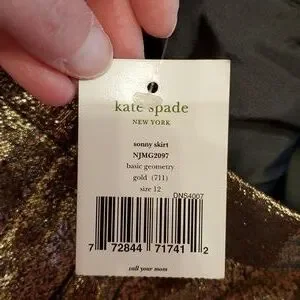 kate spade
NEW YORK
sonny skirt
NJMG2097
basic geometry
gold (711)
size 12
DNS4007
7 72844 71741 2
call your mom